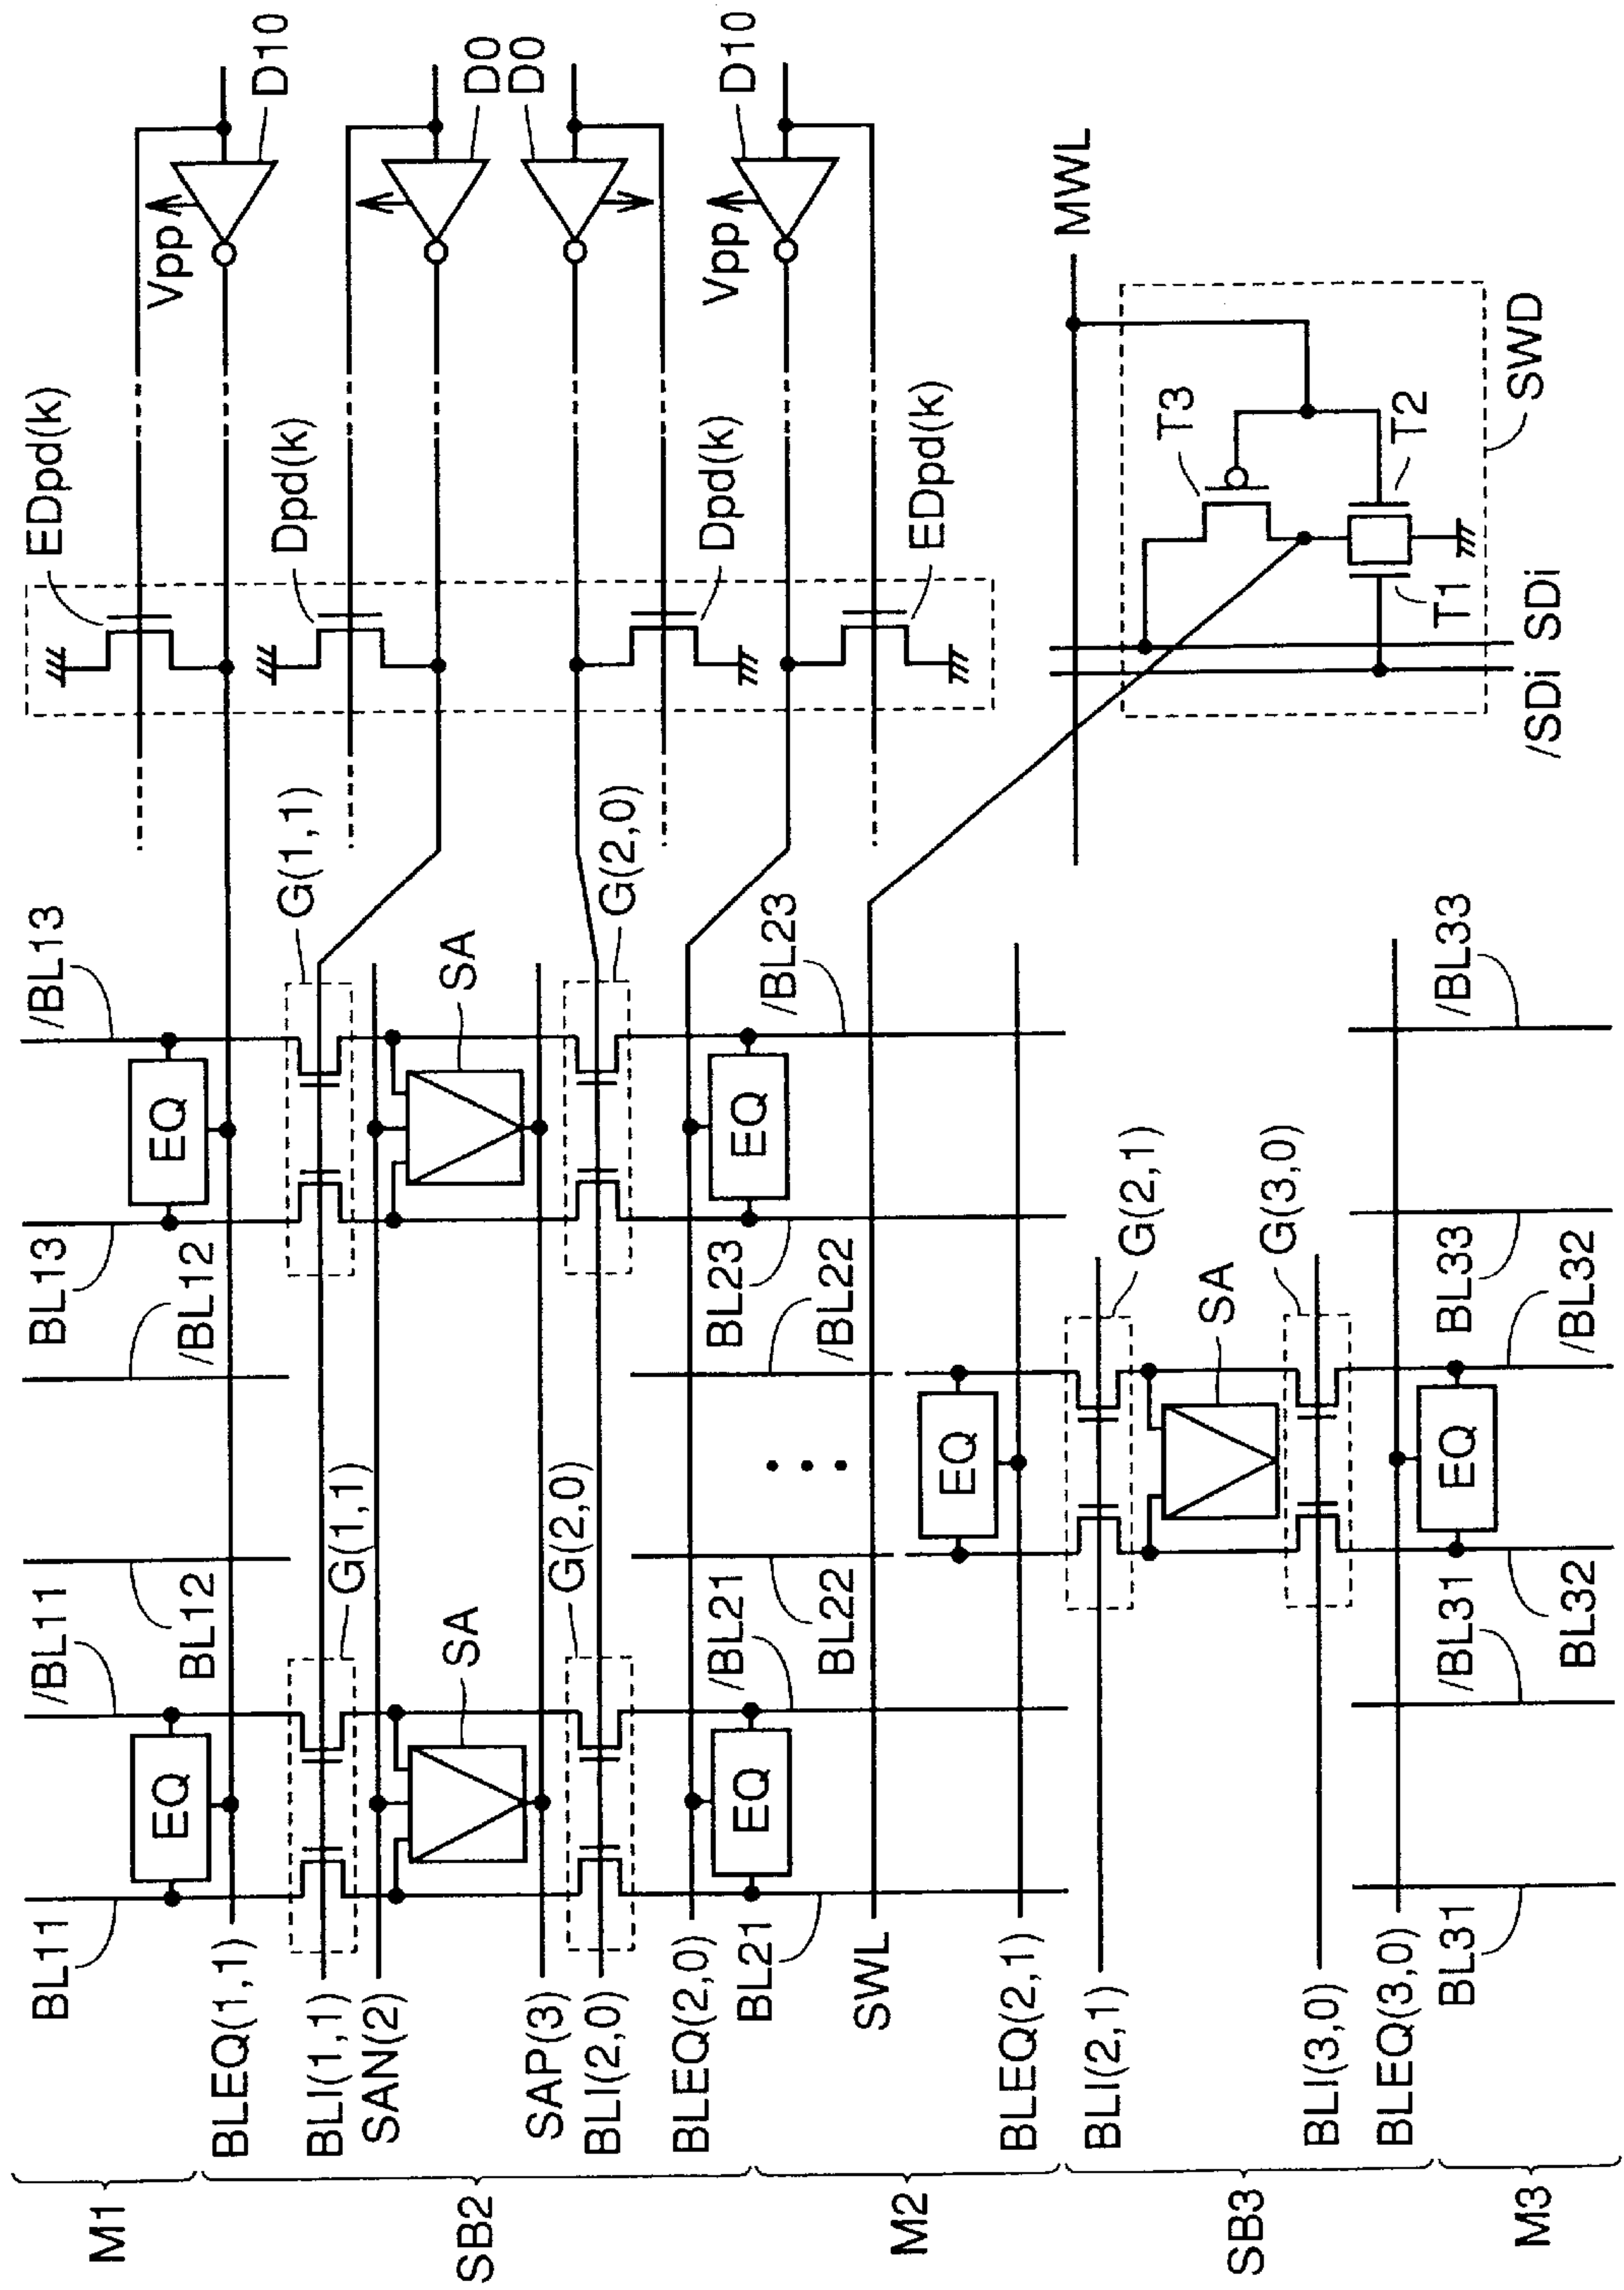 M1
SB2
M2
SB3
M3
BL11
BLEQ(1,1)
BLI(1,1)
SAN(2)
SAP(3)
BLI(2,0)
BLEQ(2,0)
BL21
SWL
BLEQ(2,1)
BLI(2,1)
BLI(3,0)
BLEQ(3,0)
BL31
/BL11
EQ
BL12
G(1,1)
SA
G(2,0)
EQ
/BL21
BL22
/BL31
BL32
BL13
/BL12
EQ
BL23
/BL22
EQ
G(2,1)
SA
G(3,0)
EQ
BL33
/BL32
/BL13
EQ
G(1,1)
SA
G(2,0)
EQ
/BL23
/BL33
EDpd(k)
Dpd(k)
Dpd(k)
EDpd(k)
/SDi
SDi
T1
T2
T3
SWD
MWL
Vpp
D10
D0
D0
Vpp
D10